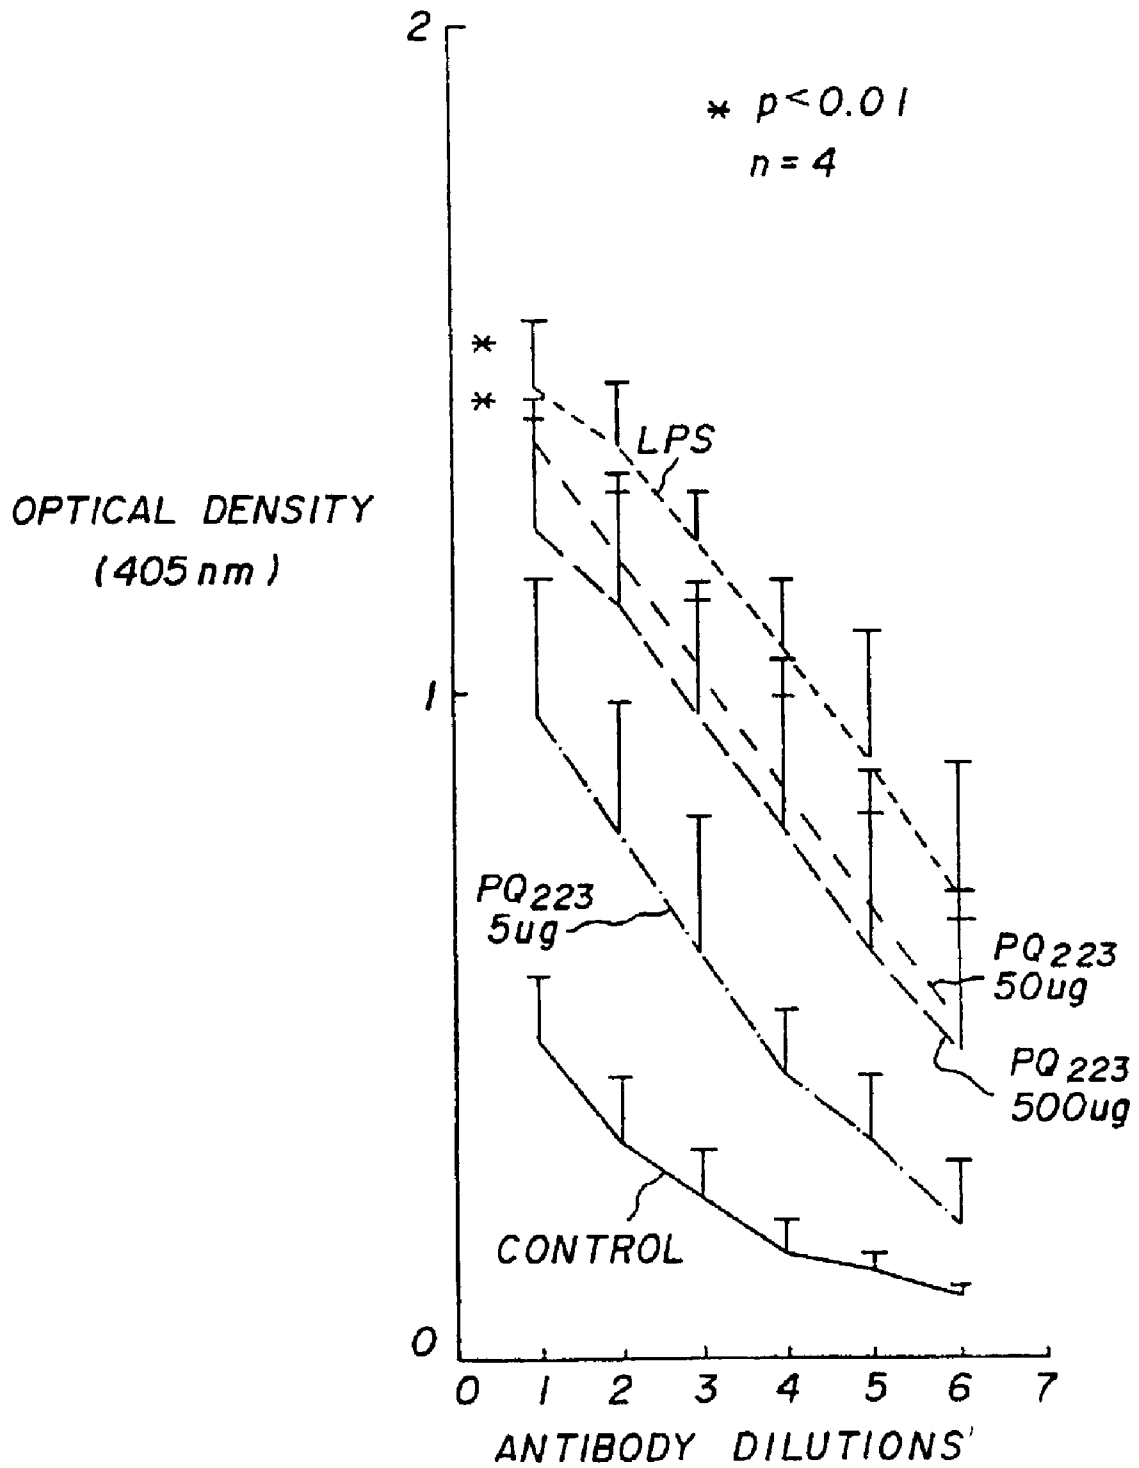 2
* p<0.01
n=4
*
*
LPS
OPTICAL DENSITY
(405nm)
1
PQ223
5ug
PQ223
50ug
PQ223
500ug
CONTROL
0
0 1 2 3 4 5 6 7
ANTIBODY DILUTIONS'